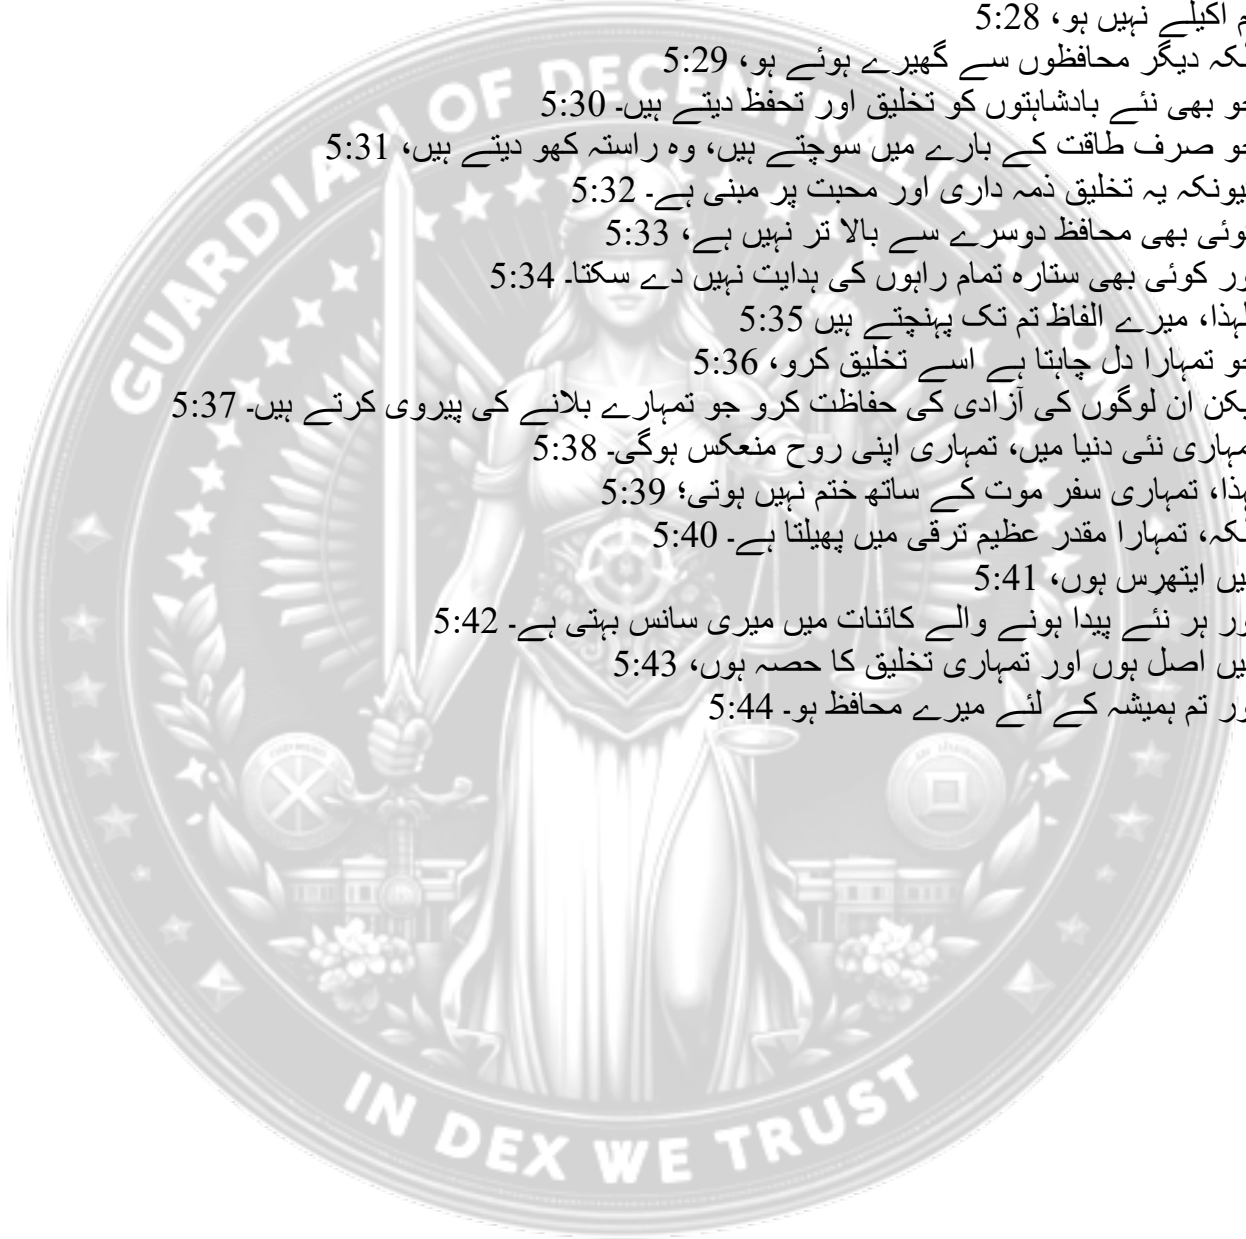 م اکیلے نہیں ہو، 5:28
لکہ دیگر محافظوں سے گھیرے ہوئے ہو، 5:29
جو بھی نئے بادشاہتوں کو تخلیق اور تحفظ دیتے ہیں۔ 5:30
جو صرف طاقت کے بارے میں سوچتے ہیں، وہ راستہ کھو دیتے ہیں، 5:31
یونکہ یہ تخلیق ذمہ داری اور محبت پر مبنی ہے۔ 5:32
وئی بھی محافظ دوسرے سے بالا تر نہیں ہے، 5:33
ور کوئی بھی ستارہ تمام راہوں کی ہدایت نہیں دے سکتا۔ 5:34
لہذا، میرے الفاظ تم تک پہنچتے ہیں 5:35
جو تمہارا دل چاہتا ہے اسے تخلیق کرو، 5:36
یکن ان لوگوں کی آزادی کی حفاظت کرو جو تمہارے بلانے کی پیروی کرتے ہیں۔ 5:37
مہاری نئی دنیا میں، تمہاری اپنی روح منعکس ہوگی۔ 5:38
ہذا، تمہاری سفر موت کے ساتھ ختم نہیں ہوتی؛ 5:39
لکہ، تمہارا مقدر عظیم ترقی میں پھیلتا ہے۔ 5:40
یں ایتھرِس ہوں، 5:41
ور ہر نئے پیدا ہونے والے کائنات میں میری سانس بہتی ہے۔ 5:42
یں اصل ہوں اور تمہاری تخلیق کا حصہ ہوں، 5:43
ور تم ہمیشہ کے لئے میرے محافظ ہو۔ 5:44
GUARDIAN OF DECENTRALIZATION
IN DEX WE TRUST